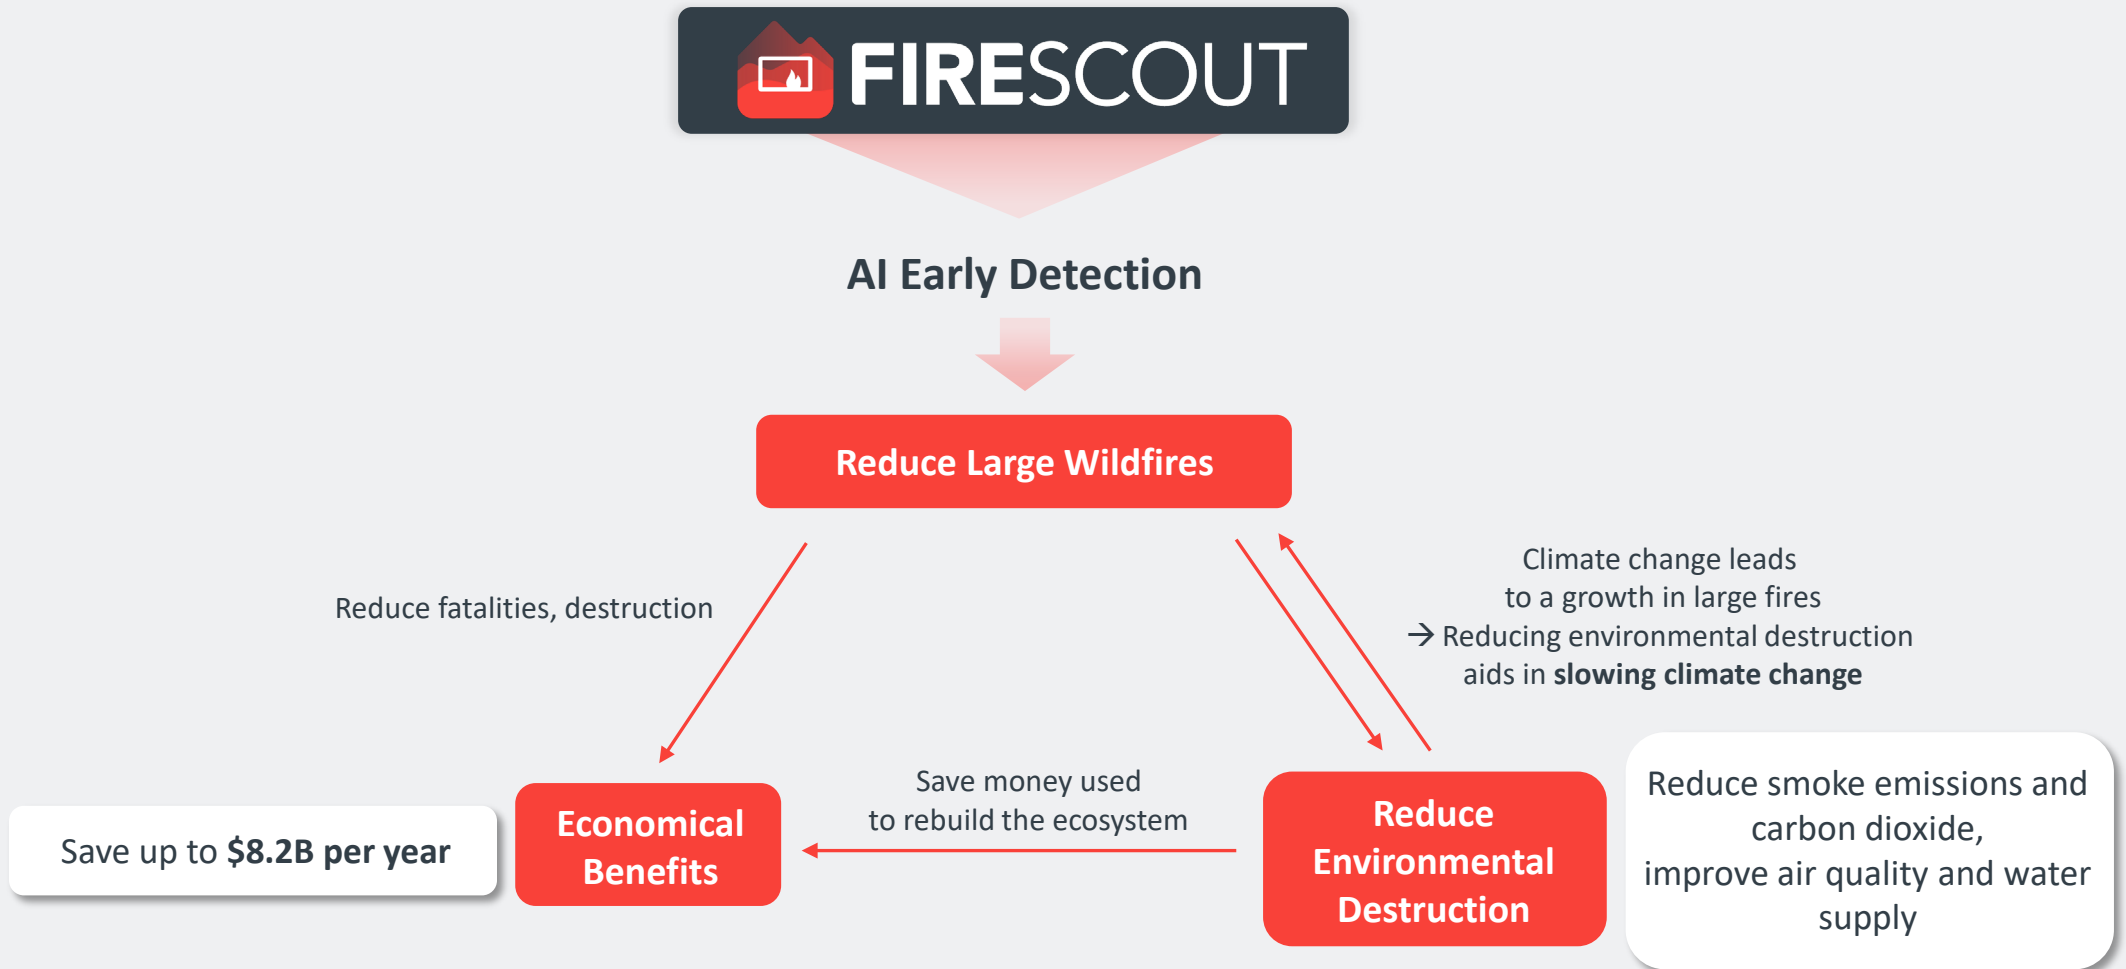 FIRESCOUT
AI Early Detection
Reduce Large Wildfires
Reduce fatalities, destruction
Climate change leads
to a growth in large fires
→ Reducing environmental destruction
aids in slowing climate change
Save up to $8.2B per year
Economical
Benefits
Save money used
to rebuild the ecosystem
Reduce
Environmental
Destruction
Reduce smoke emissions and
carbon dioxide,
improve air quality and water
supply